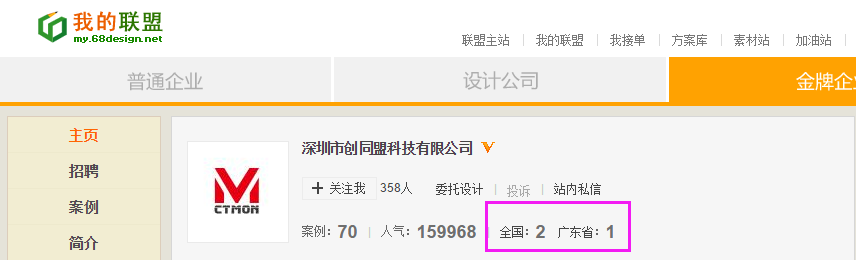 我的联盟
my.68design.net
联盟主站 | 我的联盟 | 我接单 | 方案库 | 素材站 | 加油站 |
普通企业 设计公司 金牌企
主页
招聘
案例
简介
CTMON
深圳市创同盟科技有限公司 V
+ 关注我 358人 委托设计 | 投诉 | 站内私信
案例：70 | 人气：159968 | 全国：2 广东省：1